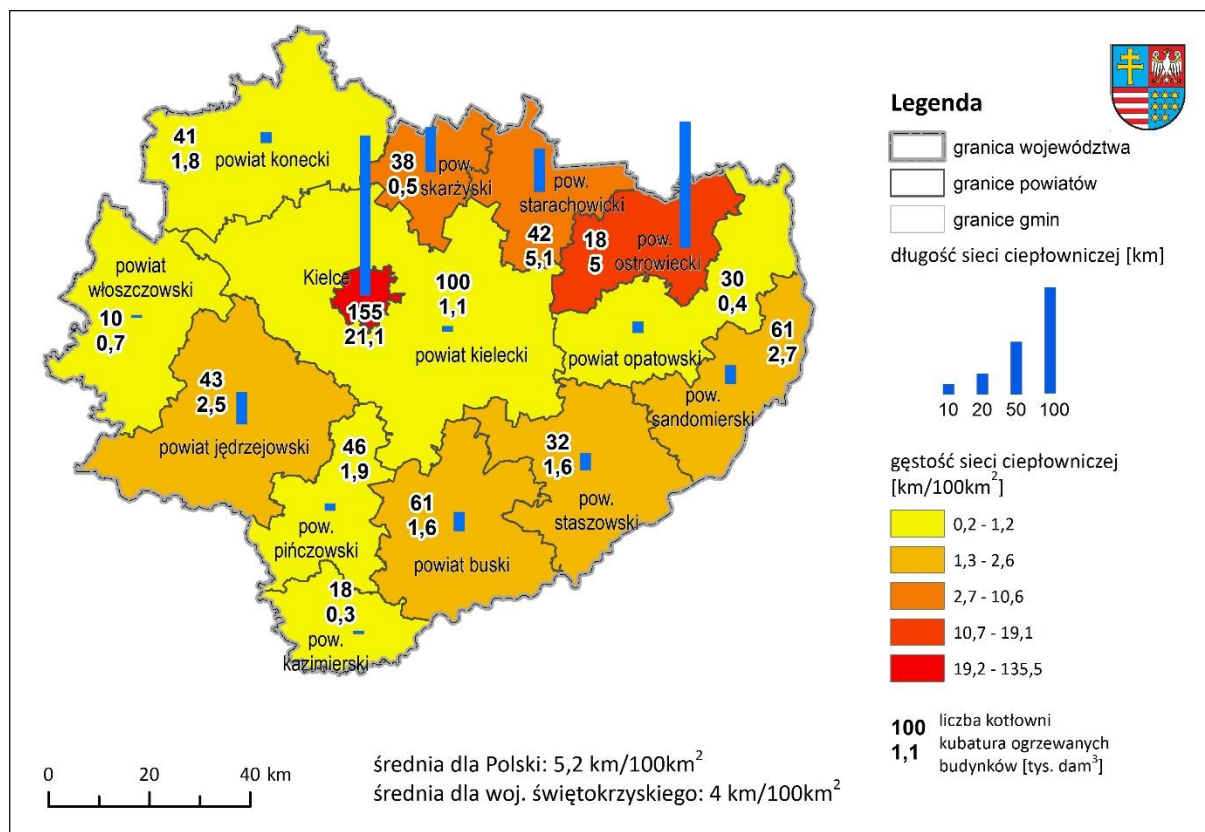 41
1,8
powiat konecki
38
0,5
pow.
skarżyski
pow.
starachowicki
42
5,1
18
5
pow.
ostrowiecki
powiat
włoszczowski
10
0,7
Kielce
155
21,1
100
1,1
powiat kielecki
30
0,4
powiat opatowski
61
2,7
pow.
sandomierski
43
2,5
powiat jędrzejowski
46
1,9
pow.
pińczowski
61
1,6
powiat buski
32
1,6
pow.
staszowski
18
0,3
pow.
kazimierski
0 20 40 km
średnia dla Polski: 5,2 km/100km²
średnia dla woj. świętokrzyskiego: 4 km/100km²
Legenda
granica województwa
granice powiatów
granice gmin
długość sieci ciepłowniczej [km]
10 20 50 100
gęstość sieci ciepłowniczej
[km/100km²]
0,2 - 1,2
1,3 - 2,6
2,7 - 10,6
10,7 - 19,1
19,2 - 135,5
100 liczba kotłowni
1,1 kubatura ogrzewanych
budynków [tys. dam³]